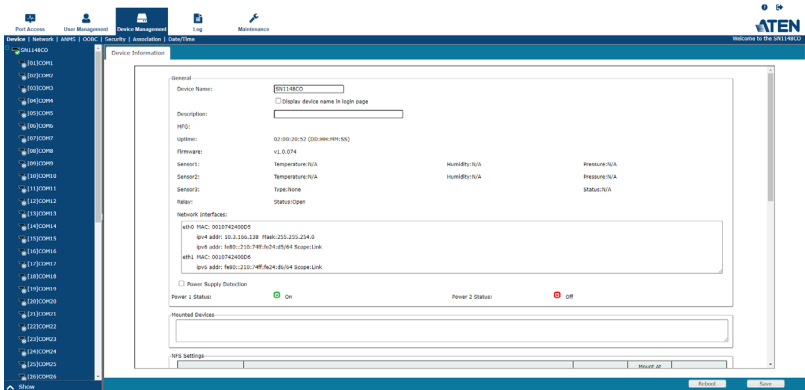 Port Access
User Management
Device Management
Log
Maintenance
ATEN
Device | Network | ANMS | OOBC | Security | Association | Date/Time
Welcome to the SN1148CO
SN1148CO
[01]COM1
[02]COM2
[03]COM3
[04]COM4
[05]COM5
[06]COM6
[07]COM7
[08]COM8
[09]COM9
[10]COM10
[11]COM11
[12]COM12
[13]COM13
[14]COM14
[15]COM15
[16]COM16
[17]COM17
[18]COM18
[19]COM19
[20]COM20
[21]COM21
[22]COM22
[23]COM23
[24]COM24
[25]COM25
[26]COM26
Show
Device Information
General
Device Name: SN1148CO
Display device name in login page
Description:
MFG:
Uptime: 02:00:20:52 (DD:HH:MM:SS)
Firmware: v1.0.074
Sensor1: Temperature:N/A Humidity:N/A Pressure:N/A
Sensor2: Temperature:N/A Humidity:N/A Pressure:N/A
Sensor3: Type:None Status:N/A
Relay: Status:Open
Network Interfaces:
eth0 MAC: 0010742400D5
ipv4 addr: 10.3.166.138 Mask:255.255.254.0
ipv6 addr: fe80::210:74ff:fe24:d5/64 Scope:Link
eth1 MAC: 0010742400D6
ipv6 addr: fe80::210:74ff:fe24:d6/64 Scope:Link
Power Supply Detection
Power 1 Status: On Power 2 Status: Off
Mounted Devices
NFS Settings
Mount At
Reboot
Save